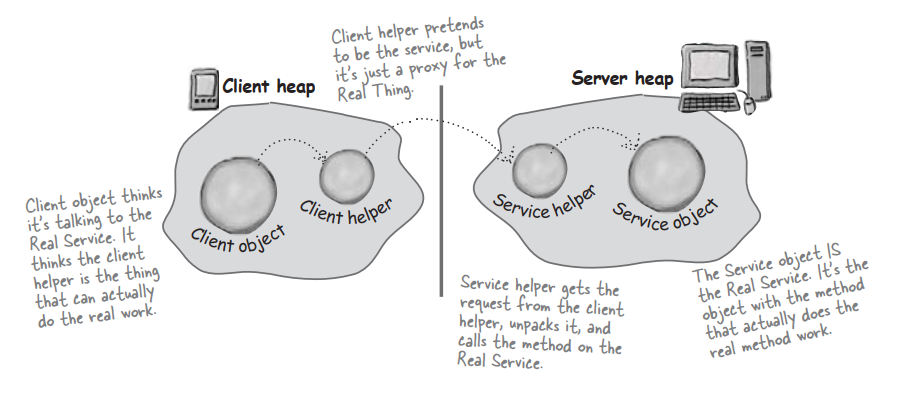 Client helper pretends
to be the service, but
it's just a proxy for the
Real Thing.
Client heap
Server heap
Client object thinks
it's talking to the
Real Service. It
thinks the client
helper is the thing
that can actually
do the real work.
Client object
Client helper
Service helper
Service object
Service helper gets the
request from the client
helper, unpacks it, and
calls the method on the
Real Service.
The Service object IS
the Real Service. It's the
object with the method
that actually does the
real method work.